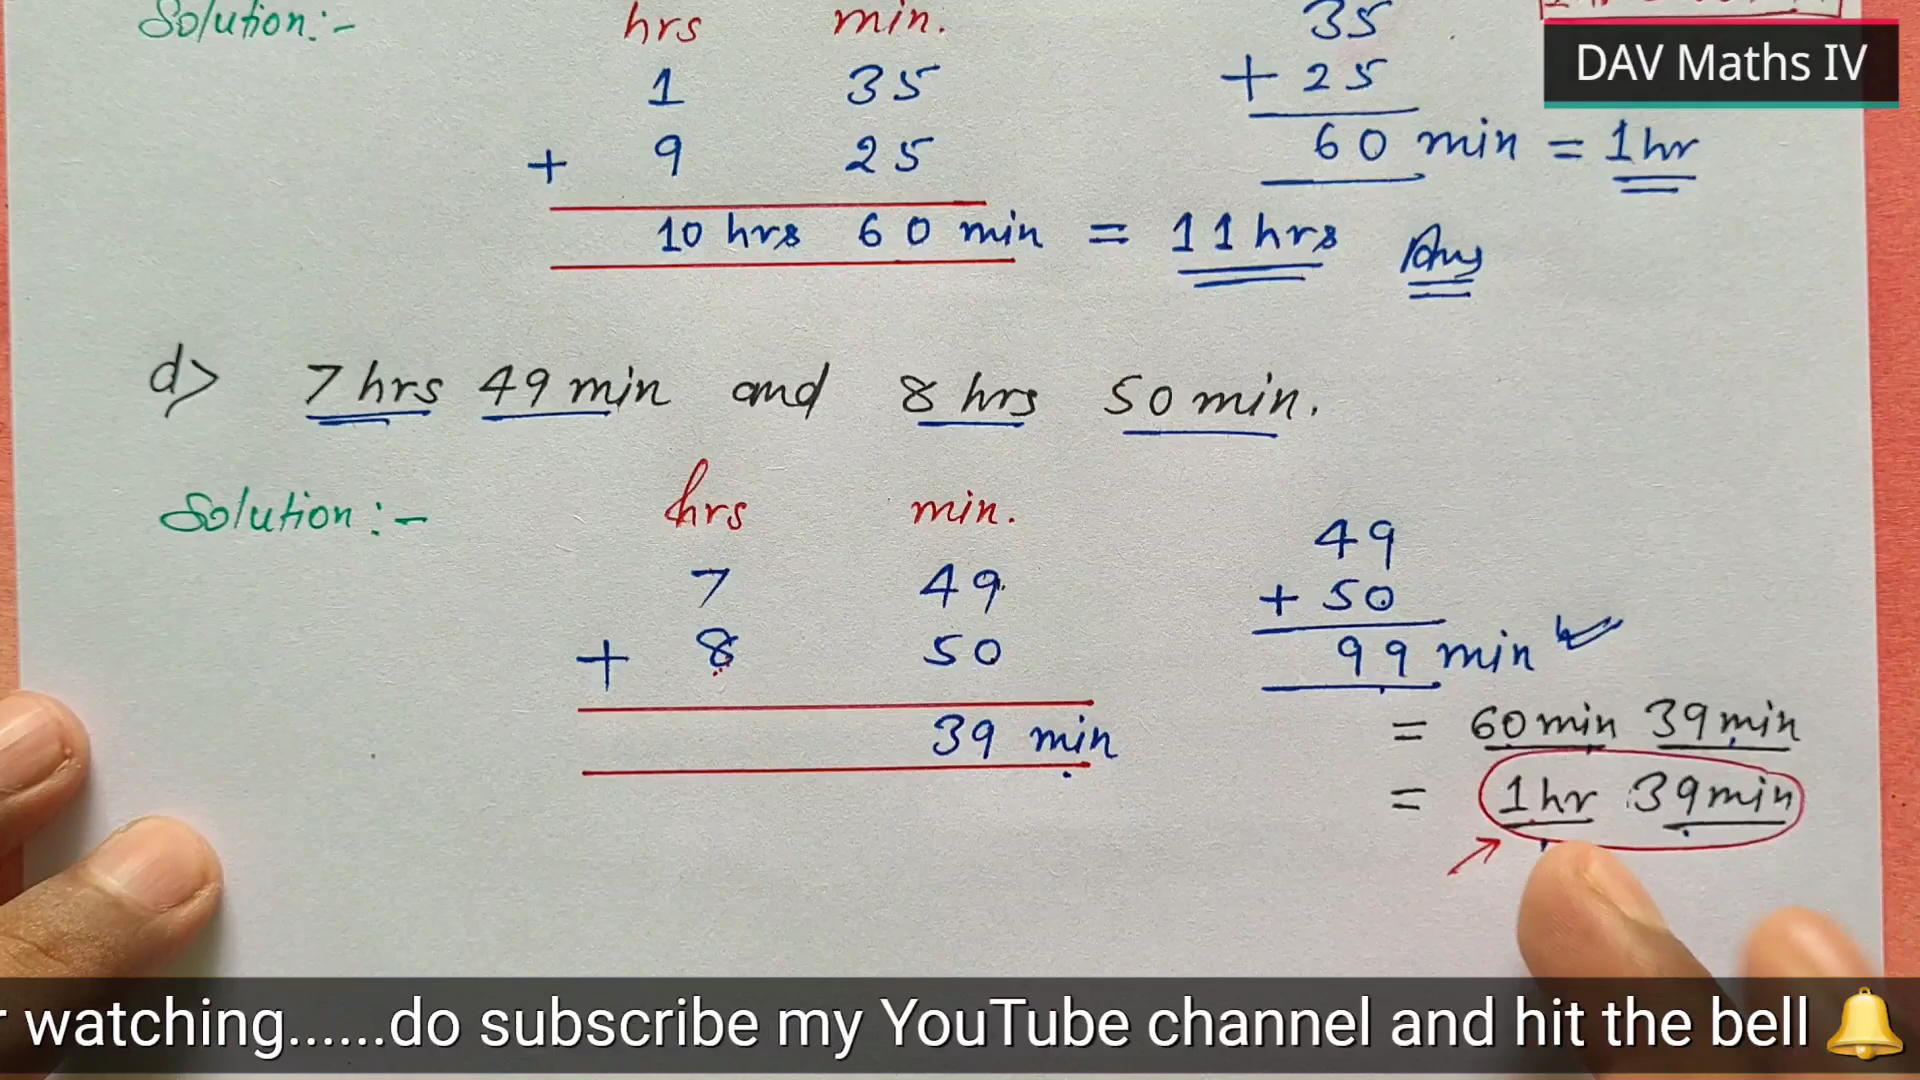 Solution:- hrs min. 35
DAV Maths IV
1 35 + 25
+ 9 25 60 min = 1 hr
10 hrs 60 min = 11 hrs Ans
d> 7 hrs 49 min and 8 hrs 50 min.
Solution:- hrs min.
7 49 49
+ 8 50 + 50
39 min 99 min
= 60 min 39 min
= 1 hr 39 min
watching......do subscribe my YouTube channel and hit the bell